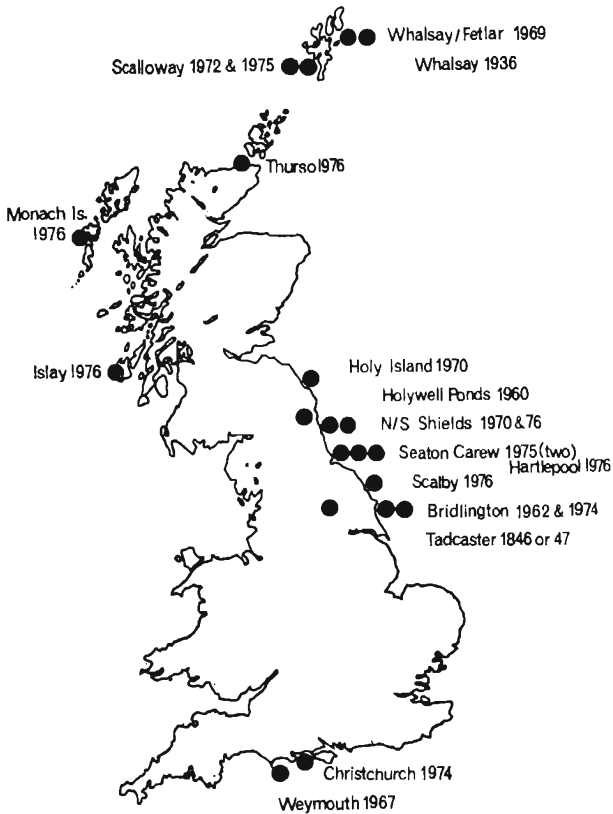 Whalsay/Fetlar 1969
Scalloway 1972 & 1975
Whalsay 1936
Thurso 1976
Monach Is.
1976
Islay 1976
Holy Island 1970
Holywell Ponds 1960
N/S Shields 1970 & 76
Seaton Carew 1975 (two)
Hartlepool 1976
Scalby 1976
Bridlington 1962 & 1974
Tadcaster 1846 or 47
Christchurch 1974
Weymouth 1967